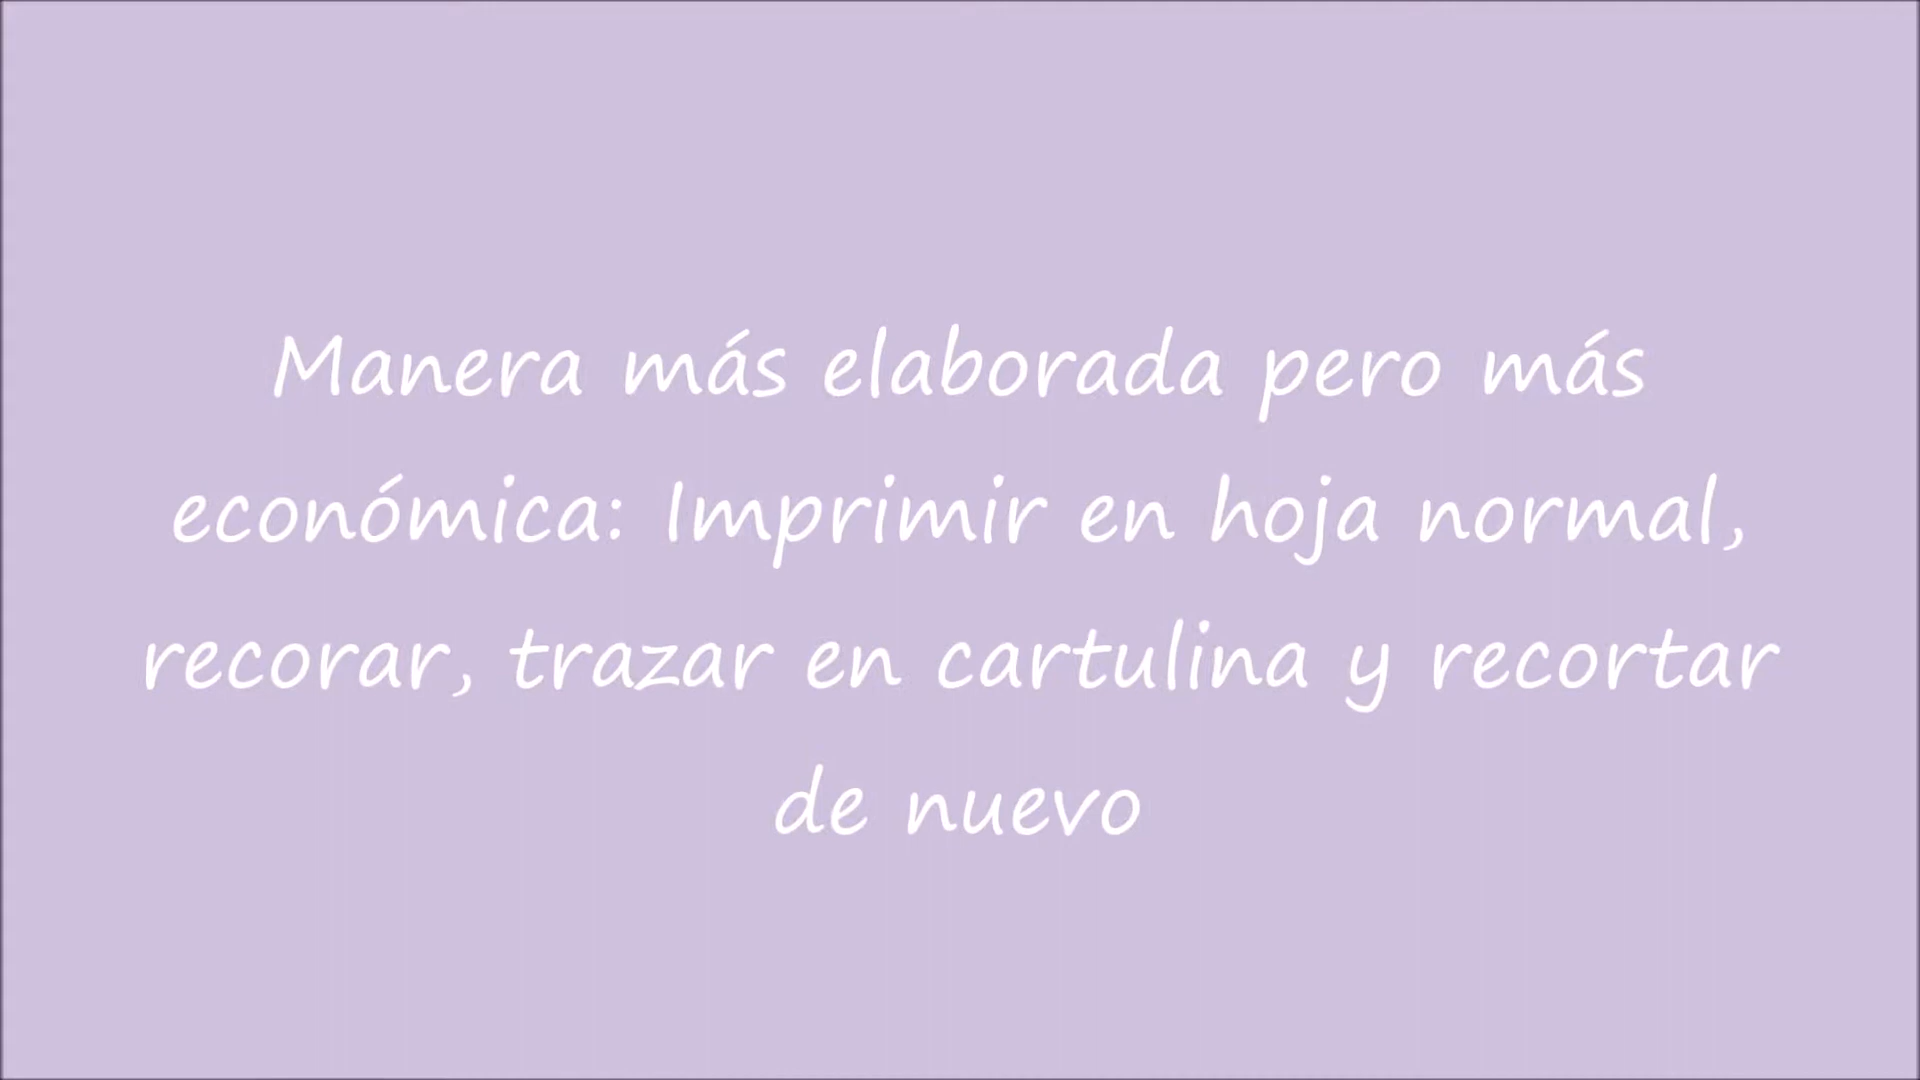 Manera más elaborada pero más
económica: Imprimir en hoja normal,
recorar, trazar en cartulina y recortar
de nuevo